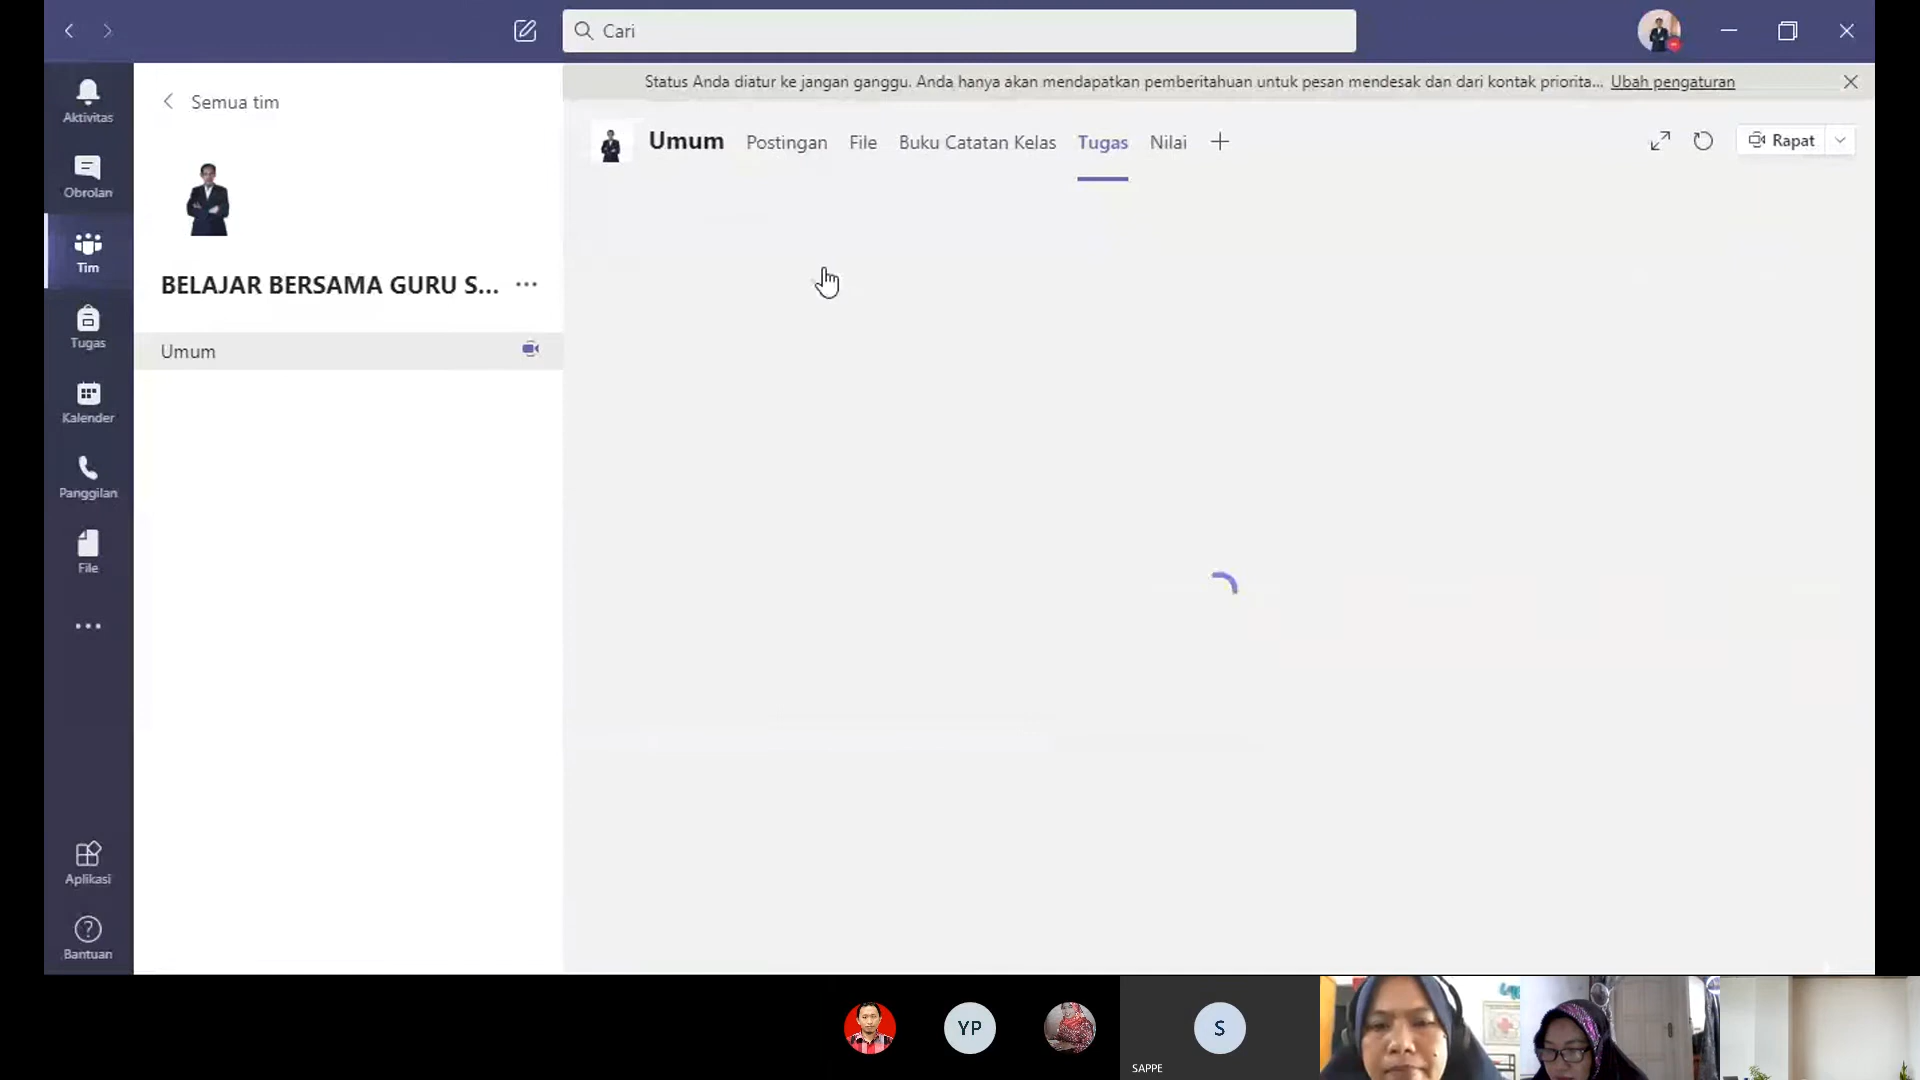 Cari
Status Anda diatur ke jangan ganggu. Anda hanya akan mendapatkan pemberitahuan untuk pesan mendesak dan dari kontak priorita... Ubah pengaturan
Aktivitas
Obrolan
Tim
Tugas
Kalender
Panggilan
File
Aplikasi
Bantuan
Semua tim
BELAJAR BERSAMA GURU S...
Umum
Umum Postingan File Buku Catatan Kelas Tugas Nilai
Rapat
YP
S
SAPPE